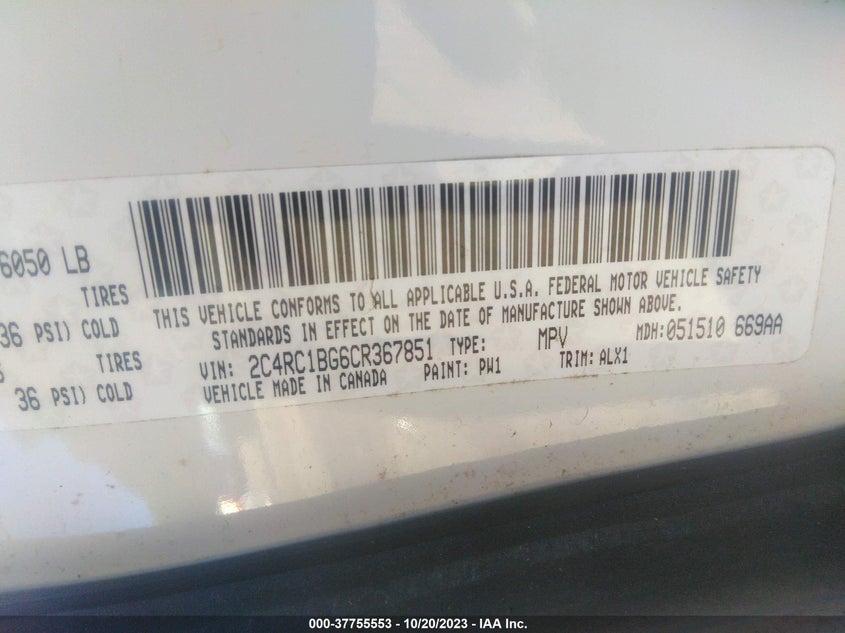 6050 LB
TIRES
36 PSI) COLD
TIRES
36 PSI) COLD
THIS VEHICLE CONFORMS TO ALL APPLICABLE U.S.A. FEDERAL MOTOR VEHICLE SAFETY
STANDARDS IN EFFECT ON THE DATE OF MANUFACTURE SHOWN ABOVE.
VIN: 2C4RC1BG6CR367851 TYPE: MPV MDH:051510 669AA
VEHICLE MADE IN CANADA PAINT: PW1 TRIM: ALX1
000-37755553 - 10/20/2023 - IAA Inc.